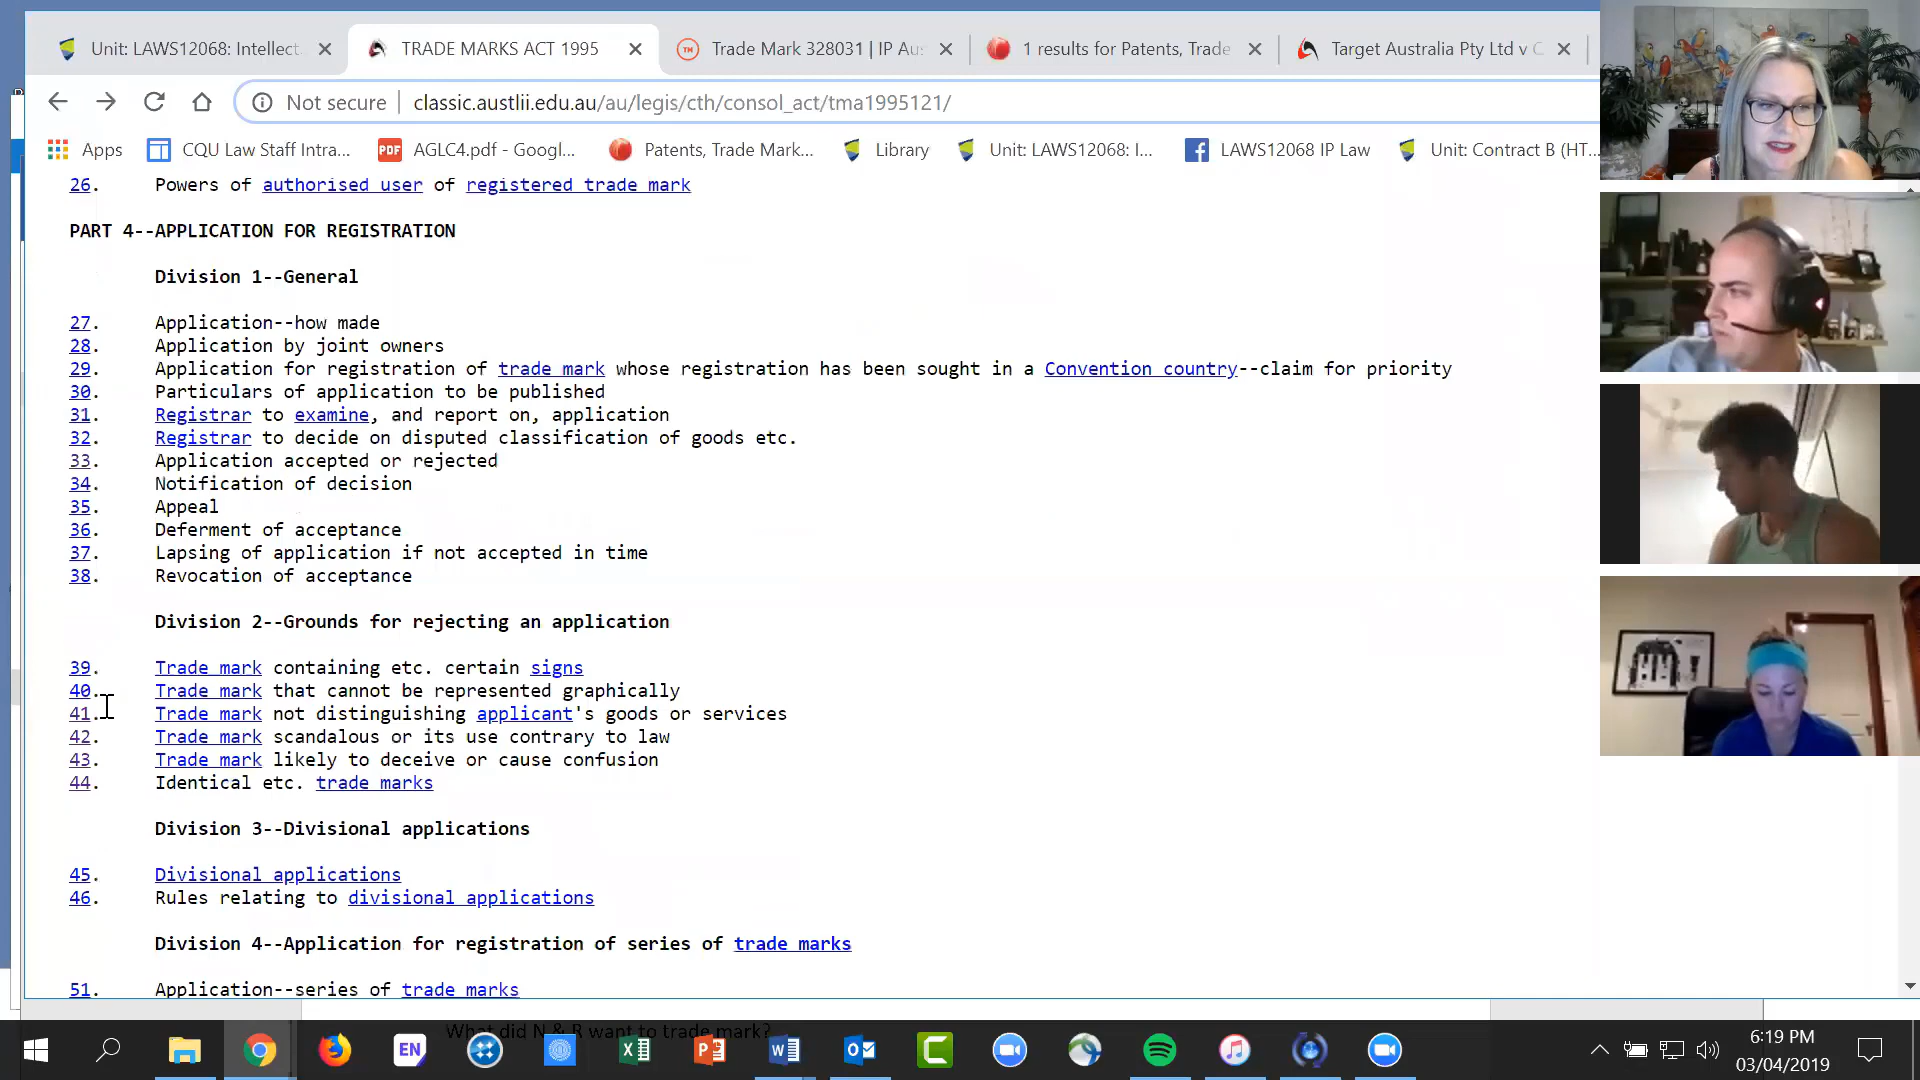 Unit: LAWS12068: Intellect
TRADE MARKS ACT 1995
Trade Mark 328031 | IP Au
1 results for Patents, Trade
Target Australia Pty Ltd v C
Not secure
classic.austlii.edu.au/au/legis/cth/consol_act/tma1995121/
Apps
CQU Law Staff Intra...
PDF
AGLC4.pdf - Googl...
Patents, Trade Mark...
Library
Unit: LAWS12068: I...
LAWS12068 IP Law
Unit: Contract B (HT...
26. Powers of authorised user of registered trade mark
PART 4--APPLICATION FOR REGISTRATION
Division 1--General
27. Application--how made
28. Application by joint owners
29. Application for registration of trade mark whose registration has been sought in a Convention country--claim for priority
30. Particulars of application to be published
31. Registrar to examine, and report on, application
32. Registrar to decide on disputed classification of goods etc.
33. Application accepted or rejected
34. Notification of decision
35. Appeal
36. Deferment of acceptance
37. Lapsing of application if not accepted in time
38. Revocation of acceptance
Division 2--Grounds for rejecting an application
39. Trade mark containing etc. certain signs
40. Trade mark that cannot be represented graphically
41. Trade mark not distinguishing applicant's goods or services
42. Trade mark scandalous or its use contrary to law
43. Trade mark likely to deceive or cause confusion
44. Identical etc. trade marks
Division 3--Divisional applications
45. Divisional applications
46. Rules relating to divisional applications
Division 4--Application for registration of series of trade marks
51. Application--series of trade marks
What did N & R want to trade mark?
EN
6:19 PM
03/04/2019